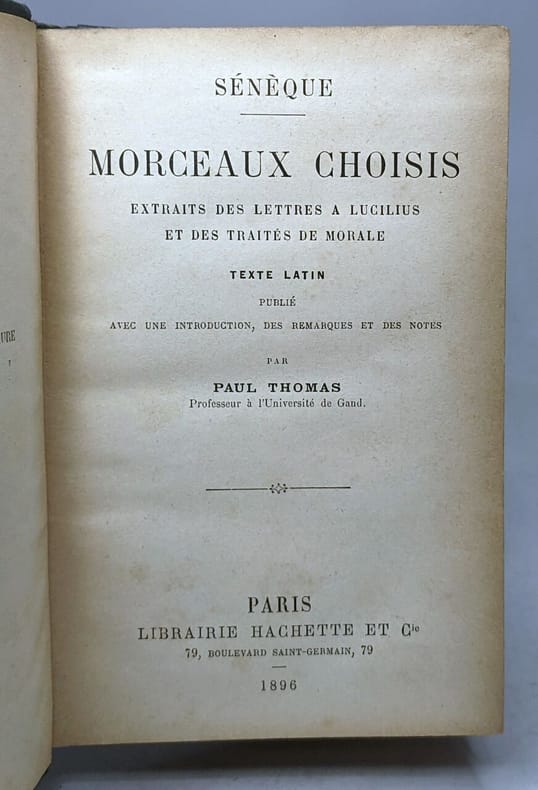 SÉNÈQUE
MORCEAUX CHOISIS
EXTRAITS DES LETTRES A LUCILIUS
ET DES TRAITÉS DE MORALE
TEXTE LATIN
PUBLIÉ
AVEC UNE INTRODUCTION, DES REMARQUES ET DES NOTES
PAR
PAUL THOMAS
Professeur à l'Université de Gand.
PARIS
LIBRAIRIE HACHETTE ET Cie
79, BOULEVARD SAINT-GERMAIN, 79
1896